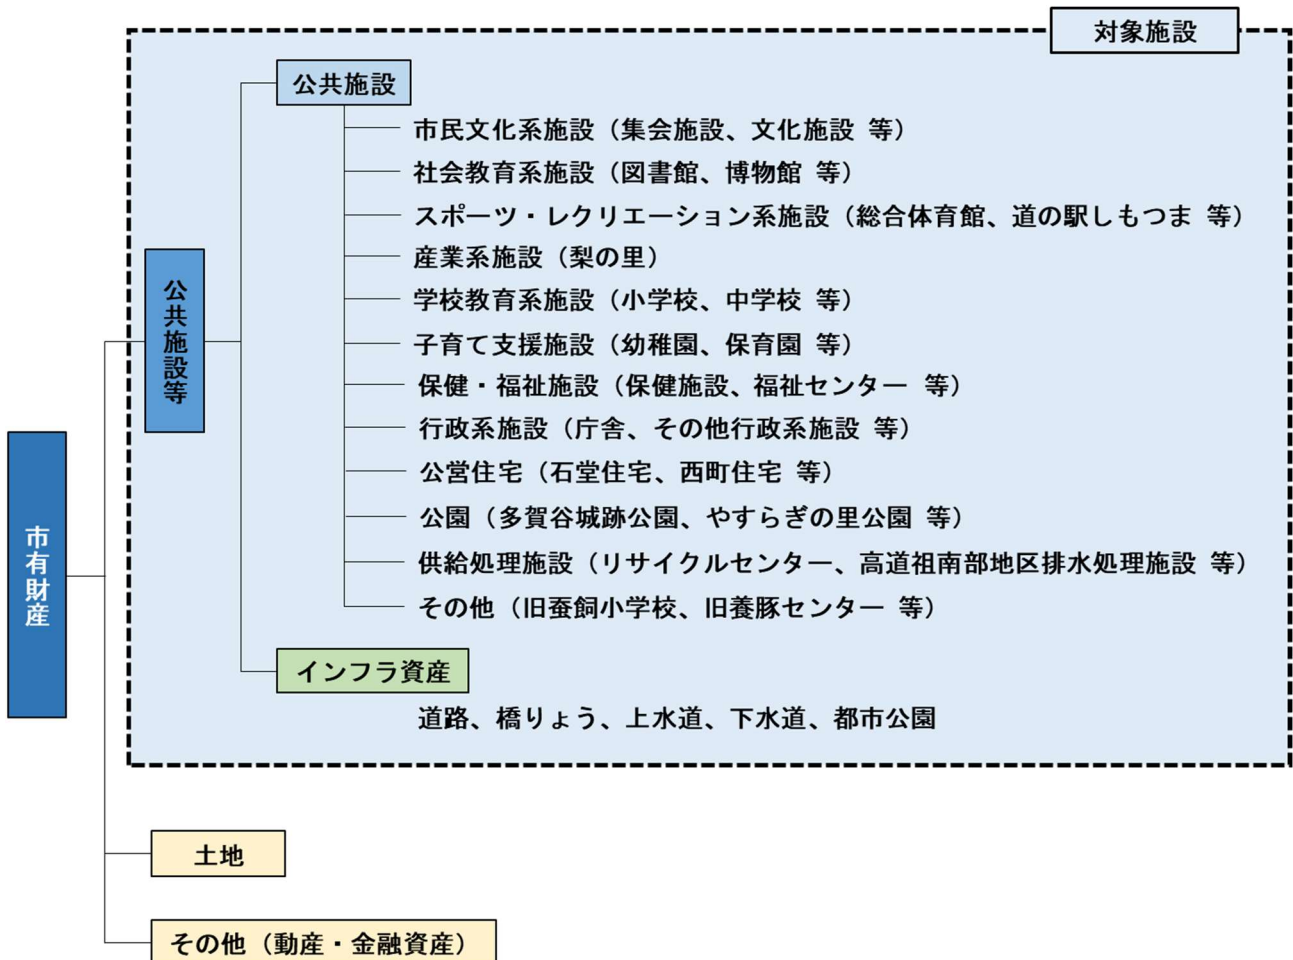 対象施設
公共施設
市民文化系施設（集会施設、文化施設 等）
社会教育系施設（図書館、博物館 等）
スポーツ・レクリエーション系施設（総合体育館、道の駅しもつま 等）
産業系施設（梨の里）
学校教育系施設（小学校、中学校 等）
子育て支援施設（幼稚園、保育園 等）
保健・福祉施設（保健施設、福祉センター 等）
行政系施設（庁舎、その他行政系施設 等）
公営住宅（石堂住宅、西町住宅 等）
公園（多賀谷城跡公園、やすらぎの里公園 等）
供給処理施設（リサイクルセンター、高道祖南部地区排水処理施設 等）
その他（旧蚕飼小学校、旧養豚センター 等）
公共施設等
インフラ資産
道路、橋りょう、上水道、下水道、都市公園
市有財産
土地
その他（動産・金融資産）